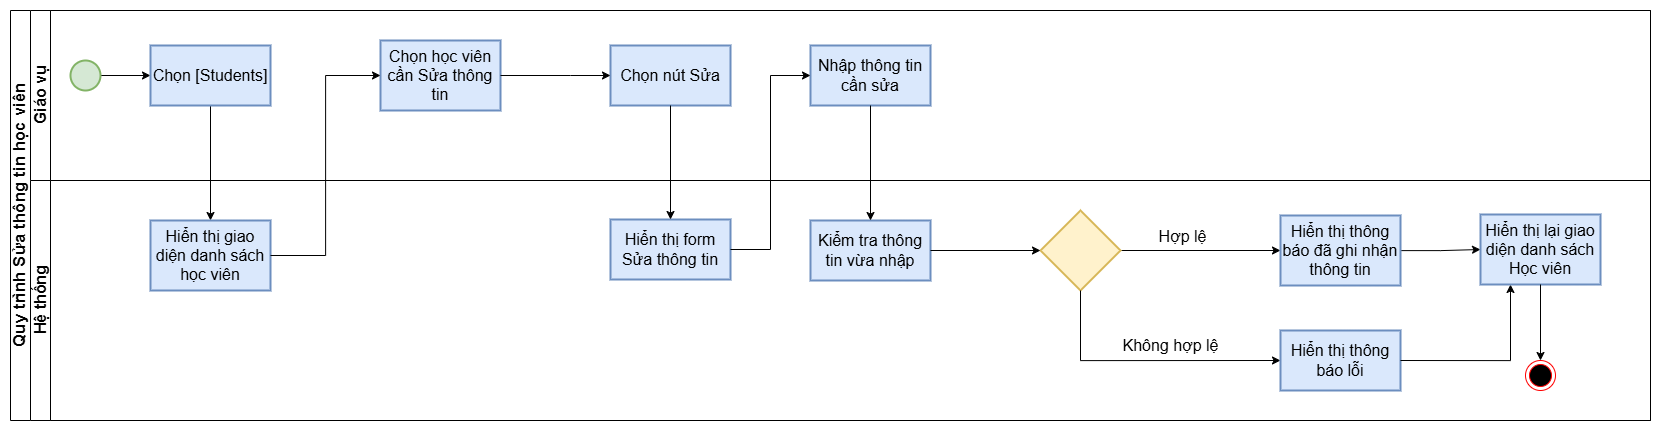 Quy trình Sửa thông tin học viên
Giáo vụ
Chọn [Students]
Chọn học viên
cần Sửa thông
tin
Chọn nút Sửa
Nhập thông tin
cần sửa
Hệ thống
Hiển thị giao
diện danh sách
học viên
Hiển thị form
Sửa thông tin
Kiểm tra thông
tin vừa nhập
Hợp lệ
Hiển thị thông
báo đã ghi nhận
thông tin
Hiển thị lại giao
diện danh sách
Học viên
Không hợp lệ
Hiển thị thông
báo lỗi